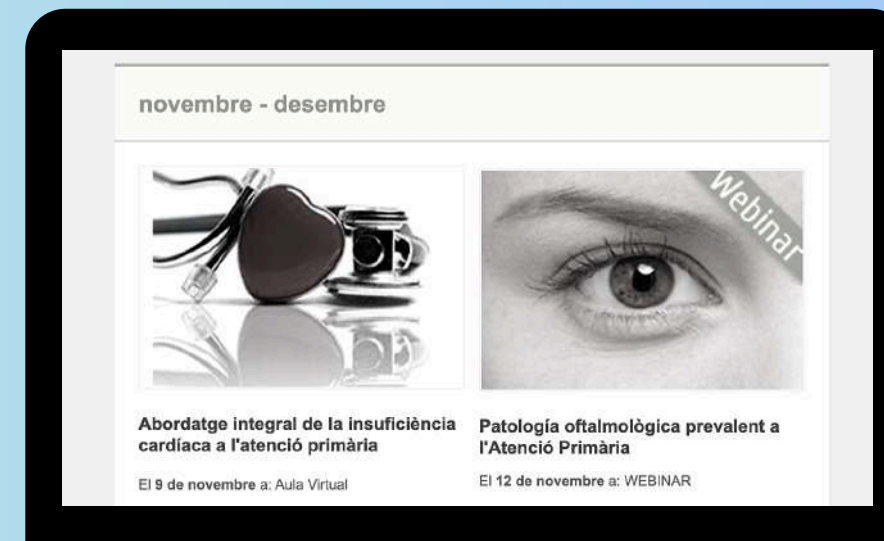 novembre - desembre
Webinar
Abordatge integral de la insuficiència
cardíaca a l'atenció primària
El 9 de novembre a: Aula Virtual
Patología oftalmològica prevalent a
l'Atenció Primària
El 12 de novembre a: WEBINAR